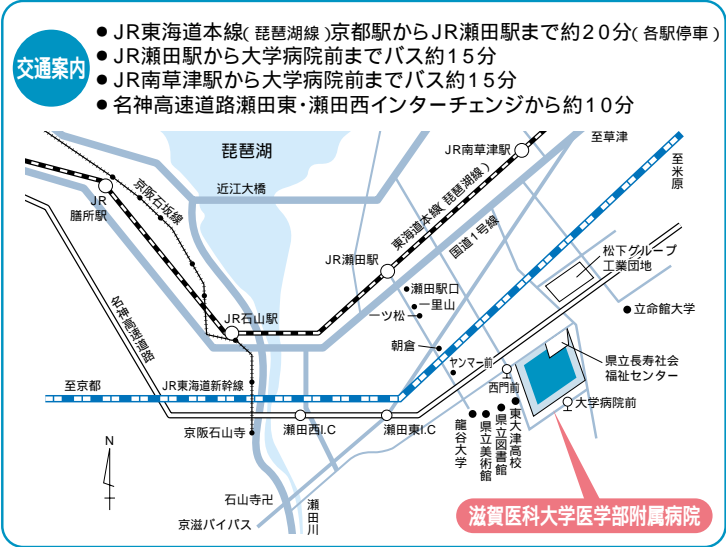 交通案内
● JR東海道本線(琵琶湖線)京都駅からJR瀬田駅まで約20分(各駅停車)
● JR瀬田駅から大学病院前までバス約15分
● JR南草津駅から大学病院前までバス約15分
● 名神高速道路瀬田東・瀬田西インターチェンジから約10分
琵琶湖
JR南草津駅
至草津
至米原
京阪石坂線
近江大橋
JR
膳所駅
東海道本線(琵琶湖線)
国道1号線
松下グループ
工業団地
JR瀬田駅
瀬田駅口
一里山
一ツ松
立命館大学
名神高速道路
JR石山駅
朝倉
ヤンマー前
県立長寿社会
福祉センター
西門前
至京都
JR東海道新幹線
大学病院前
京阪石山寺
瀬田西I.C
瀬田東I.C
龍谷大学
県立美術館
県立図書館
東大津高校
N
石山寺卍
瀬田川
京滋バイパス
滋賀医科大学医学部附属病院